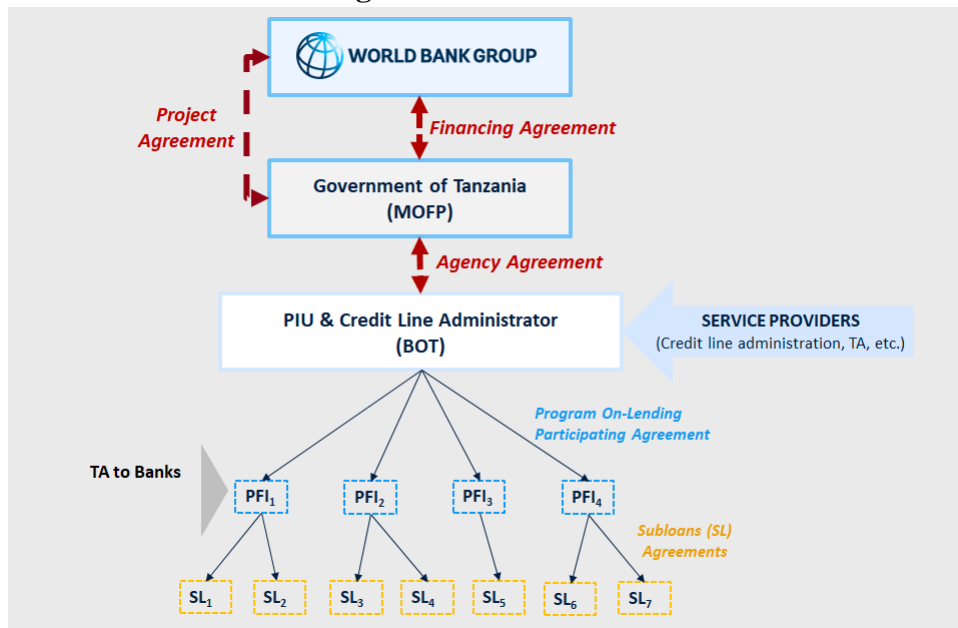 WORLD BANK GROUP
Project
Agreement
Financing Agreement
Government of Tanzania
(MOFP)
Agency Agreement
PIU & Credit Line Administrator
(BOT)
SERVICE PROVIDERS
(Credit line administration, TA, etc.)
Program On-Lending
Participating Agreement
TA to Banks
PFI₁ PFI₂ PFI₃ PFI₄
Subloans (SL)
Agreements
SL₁ SL₂ SL₃ SL₄ SL₅ SL₆ SL₇